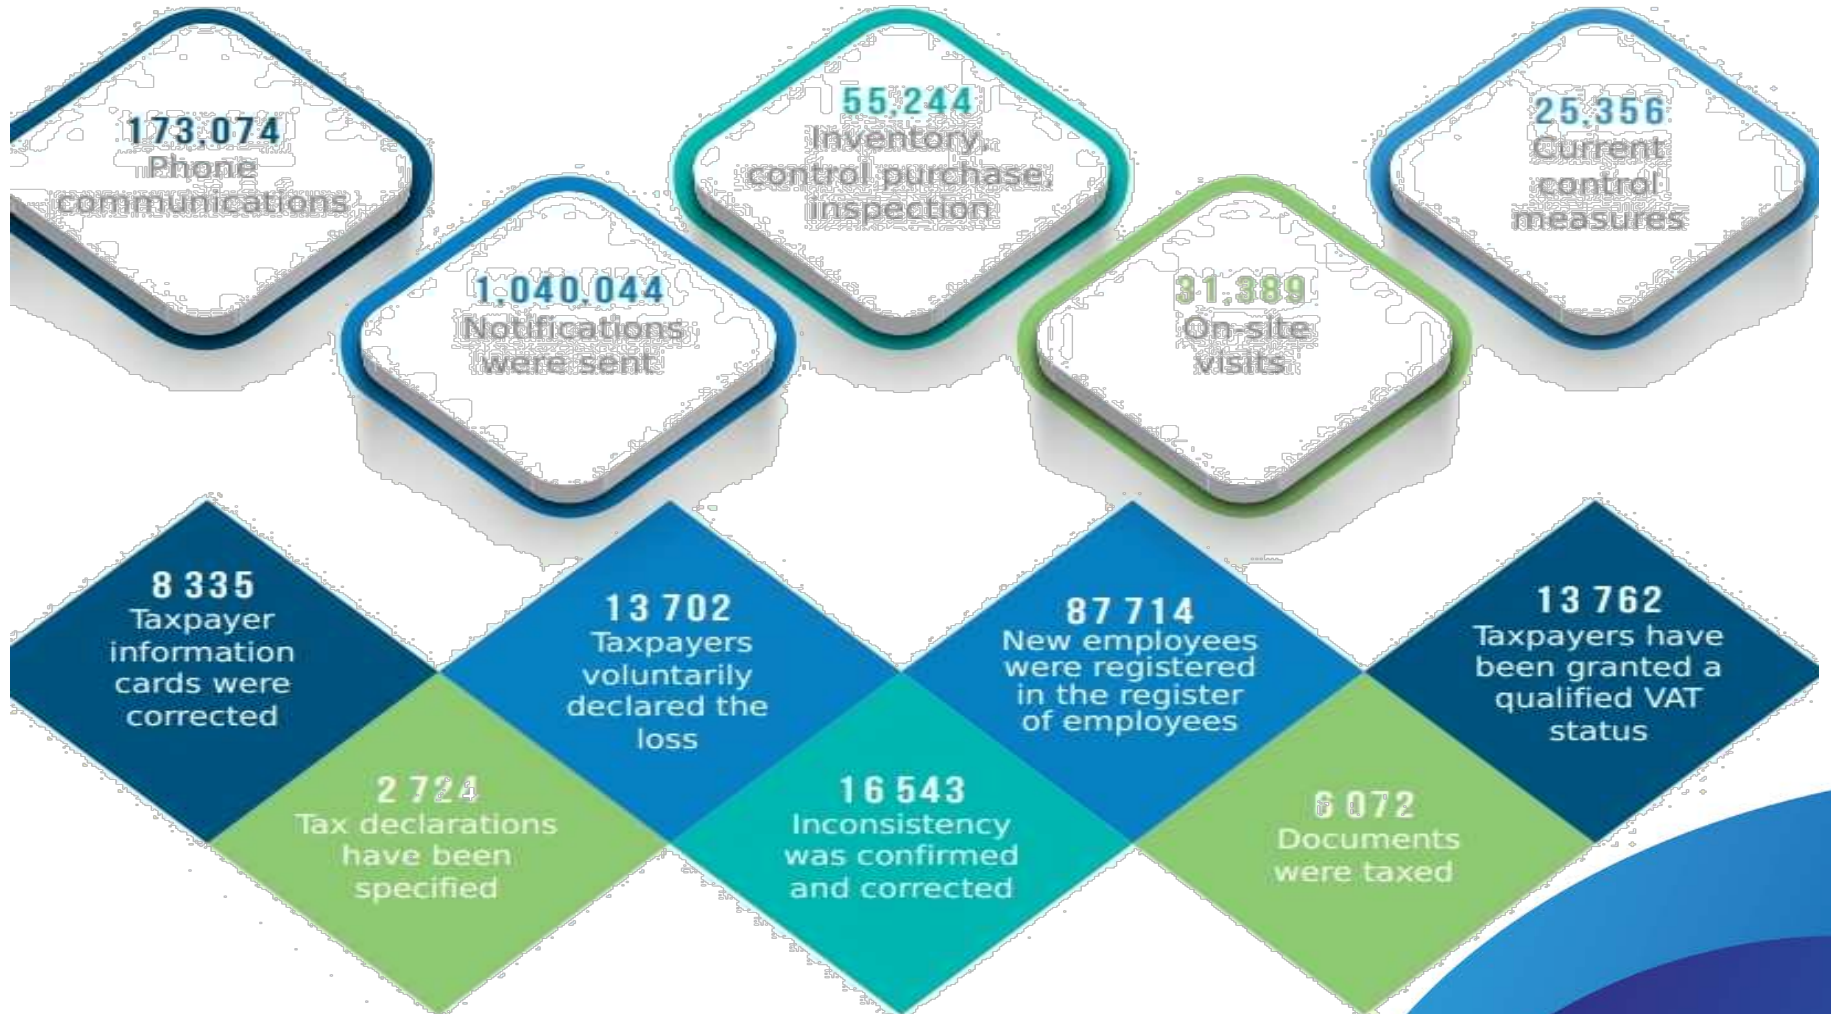 173,074
Phone
communications
1,040,044
Notifications
were sent
55,244
Inventory,
control purchase,
inspection
31,389
On-site
visits
25,356
Current
control
measures
8 335
Taxpayer
information
cards were
corrected
2 724
Tax declarations
have been
specified
13 702
Taxpayers
voluntarily
declared the
loss
16 543
Inconsistency
was confirmed
and corrected
87 714
New employees
were registered
in the register
of employees
6 072
Documents
were taxed
13 762
Taxpayers have
been granted a
qualified VAT
status